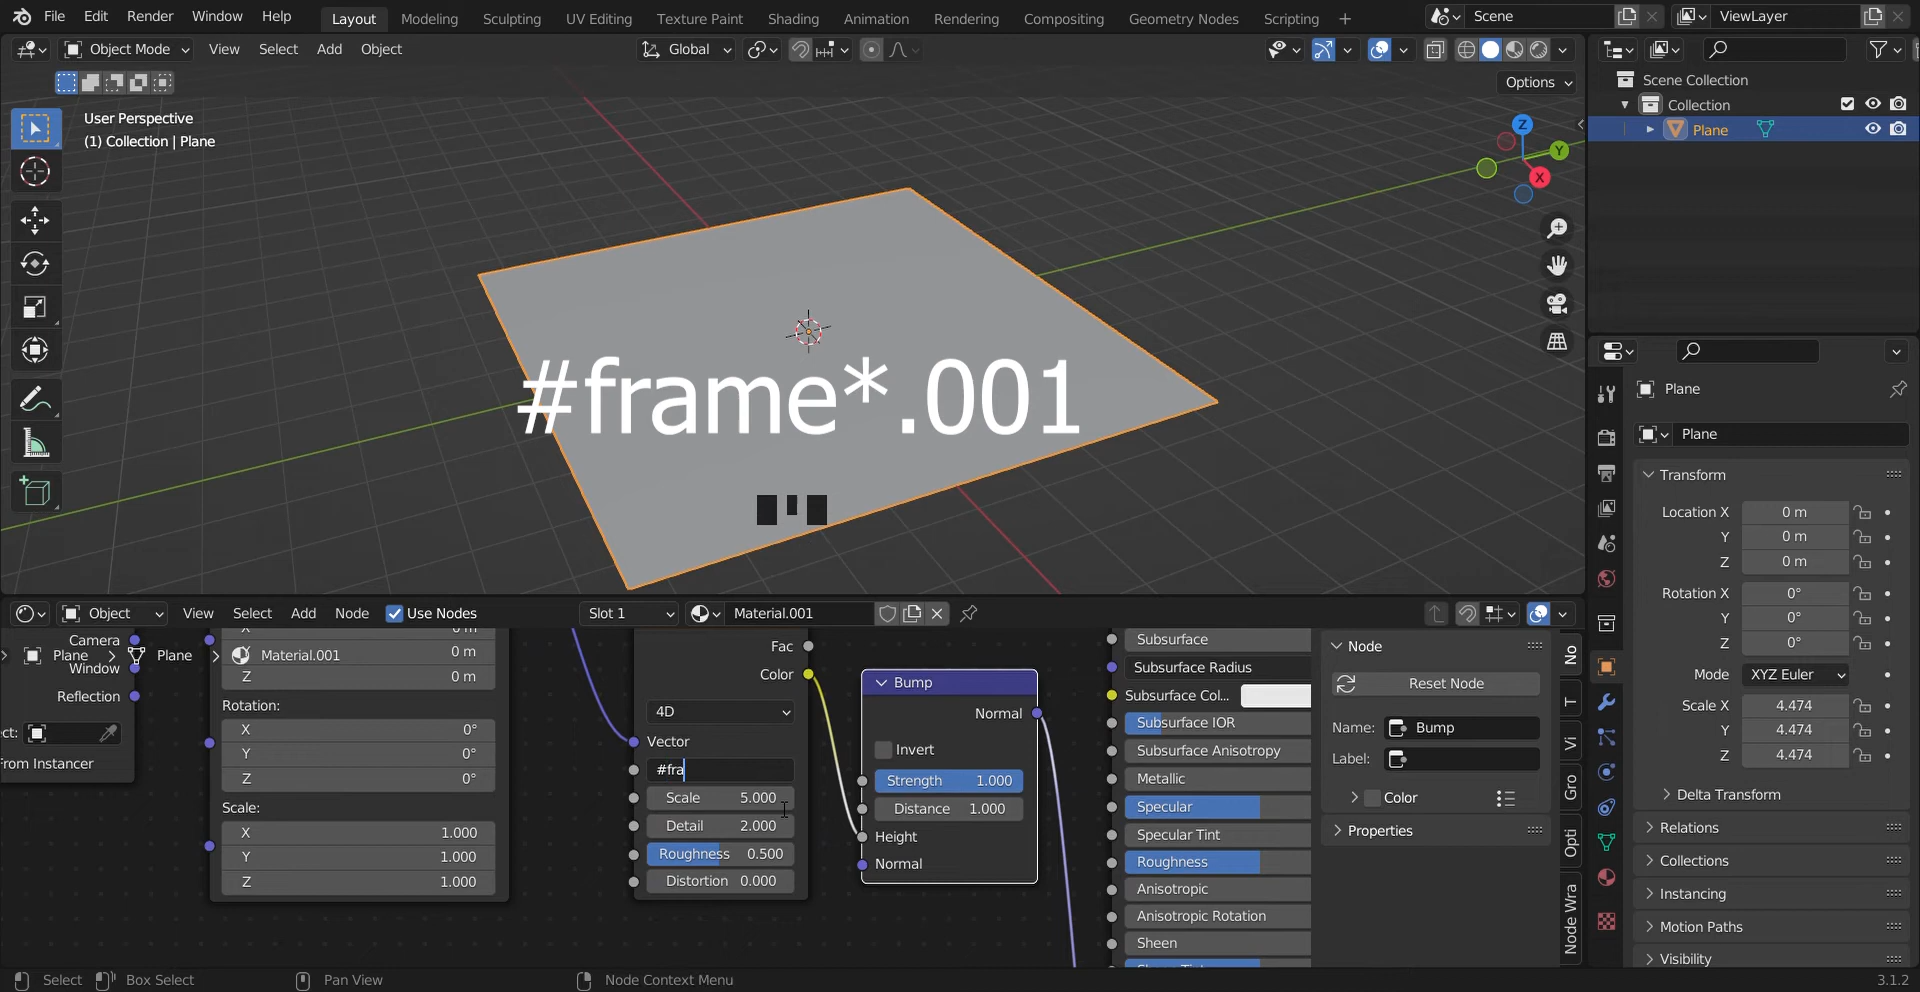 File Edit Render Window Help Layout Modeling Sculpting UV Editing Texture Paint Shading Animation Rendering Compositing Geometry Nodes Scripting + Scene ViewLayer
Object Mode View Select Add Object Global
Options
User Perspective
(1) Collection | Plane
Z
Y
X
#frame*.001
Scene Collection
Collection
Plane
Plane
Plane
Transform
Location X 0 m
Y 0 m
Z 0 m
Rotation X 0°
Y 0°
Z 0°
Mode XYZ Euler
Scale X 4.474
Y 4.474
Z 4.474
Delta Transform
Relations
Collections
Instancing
Motion Paths
Visibility
Object View Select Add Node Use Nodes Slot 1 Material.001
Camera
Window
Reflection
ct:
From Instancer
Plane > Plane > Material.001
X 0 m
0 m
Z 0 m
Rotation:
X 0°
Y 0°
Z 0°
Scale:
X 1.000
Y 1.000
Z 1.000
Fac
Color
4D
Vector
#fra
Scale 5.000
Detail 2.000
Roughness 0.500
Distortion 0.000
Bump
Normal
Invert
Strength 1.000
Distance 1.000
Height
Normal
Subsurface
Subsurface Radius
Subsurface Col...
Subsurface IOR
Subsurface Anisotropy
Metallic
Specular
Specular Tint
Roughness
Anisotropic
Anisotropic Rotation
Sheen
Node
Reset Node
Name: Bump
Label:
Color
Properties
No
T
Vi
Gro
Opti
Node Wra
Select Box Select Pan View Node Context Menu 3.1.2